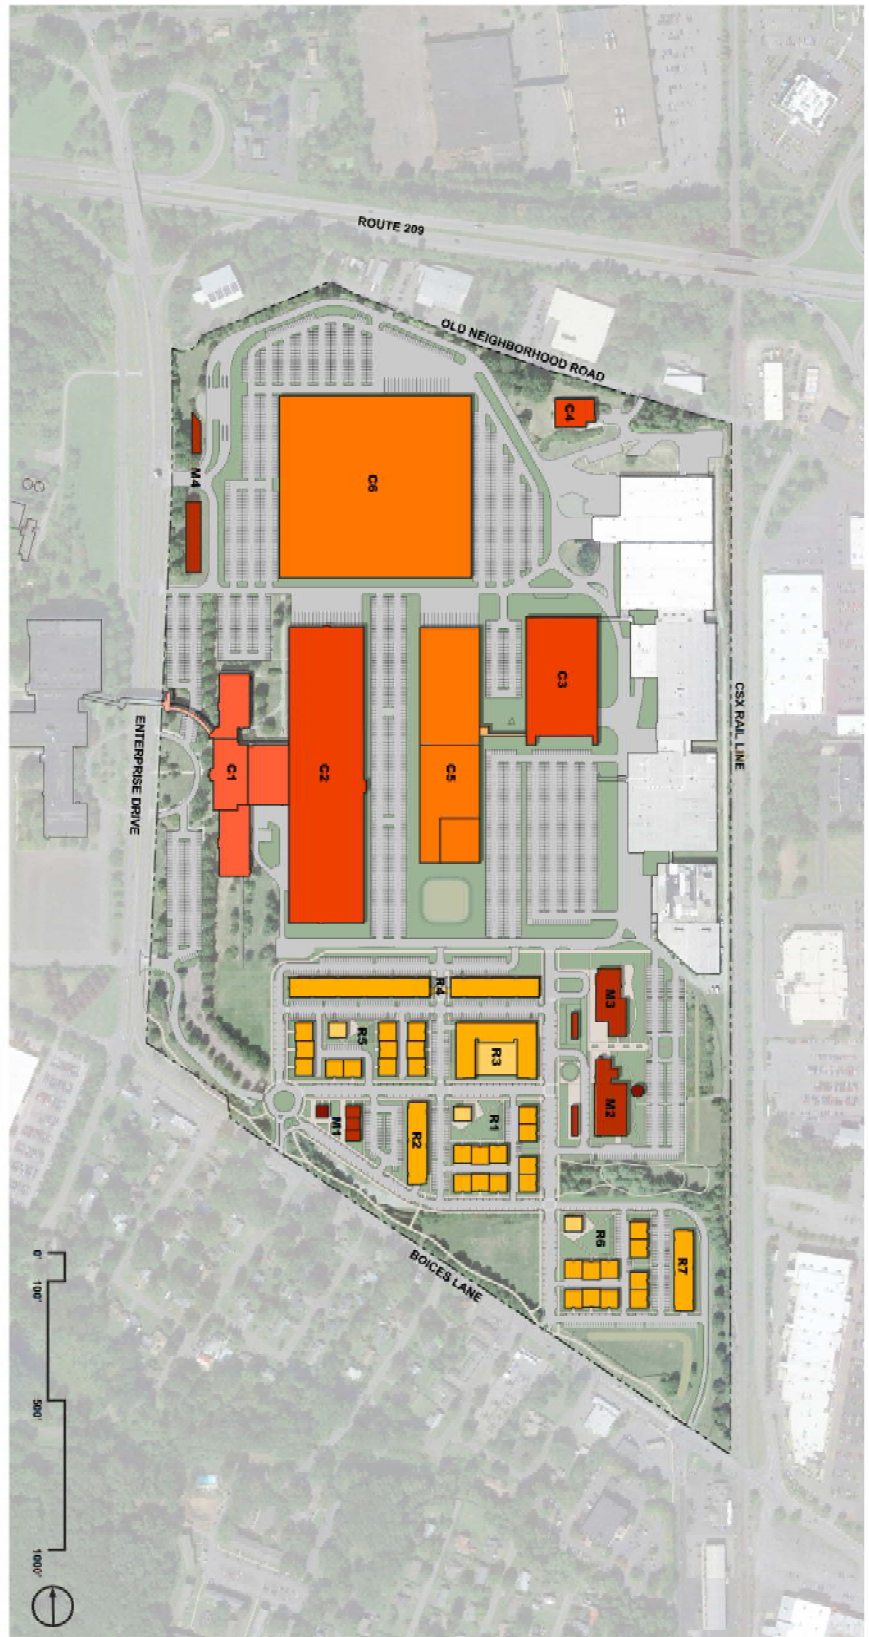 ROUTE 209
OLD NEIGHBORHOOD ROAD
C4
C6
M4
C3
CSX RAIL LINE
ENTERPRISE DRIVE
C1
C2
C5
R4
M3
R5
R3
M2
M1
R2
R1
R6
R7
BOICES LANE
0'
100'
500'
1000'